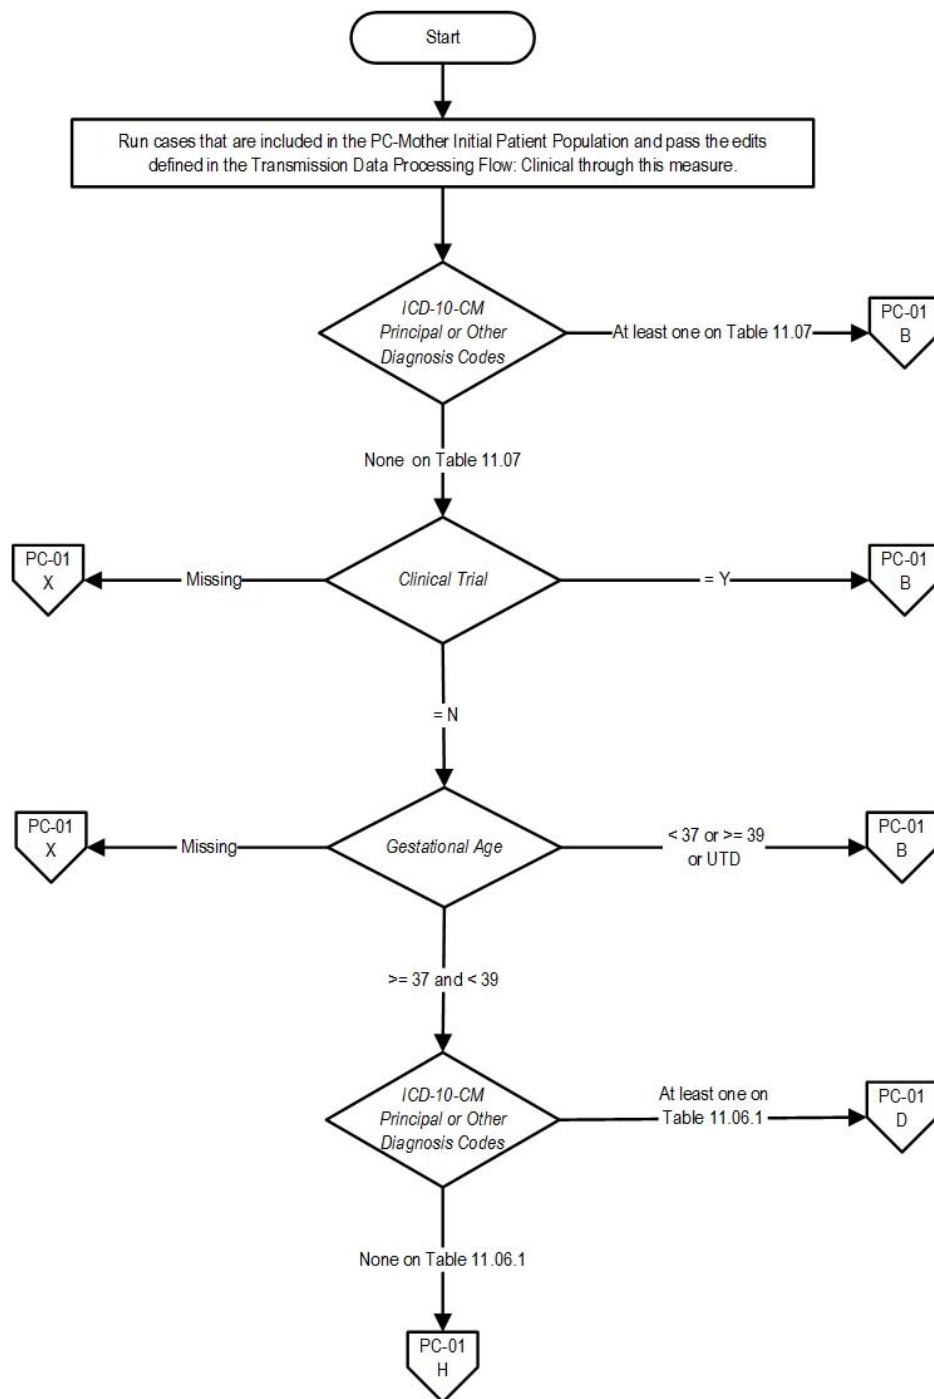 Start
Run cases that are included in the PC-Mother Initial Patient Population and pass the edits
defined in the Transmission Data Processing Flow: Clinical through this measure.
ICD-10-CM
Principal or Other
Diagnosis Codes
At least one on Table 11.07
PC-01
B
None on Table 11.07
PC-01
X
Missing
Clinical Trial
= Y
PC-01
B
= N
PC-01
X
Missing
Gestational Age
< 37 or >= 39
or UTD
PC-01
B
>= 37 and < 39
ICD-10-CM
Principal or Other
Diagnosis Codes
At least one on
Table 11.06.1
PC-01
D
None on Table 11.06.1
PC-01
H